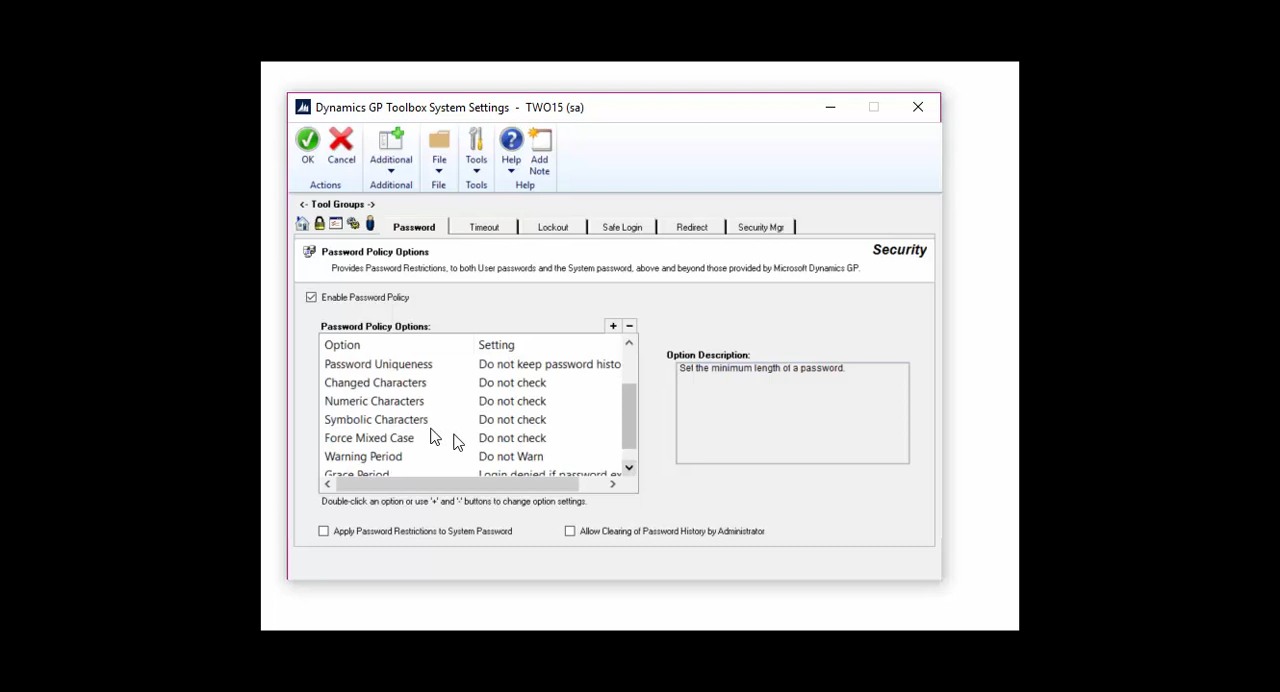 Dynamics GP Toolbox System Settings - TWO15 (sa)
OK Cancel Additional File Tools Help Add Note
Actions Additional File Tools Help
<- Tool Groups ->
Password Timeout Lockout Safe Login Redirect Security Mgr
Password Policy Options Security
Provides Password Restrictions, to both User passwords and the System password, above and beyond those provided by Microsoft Dynamics GP.
Enable Password Policy
Password Policy Options: + -
Option Setting
Option Description:
Password Uniqueness Do not keep password histo
Set the minimum length of a password.
Changed Characters Do not check
Numeric Characters Do not check
Symbolic Characters Do not check
Force Mixed Case Do not check
Warning Period Do not Warn
Grace Period Login denied if password ex
Double-click an option or use '+' and '-' buttons to change option settings.
Apply Password Restrictions to System Password Allow Clearing of Password History by Administrator